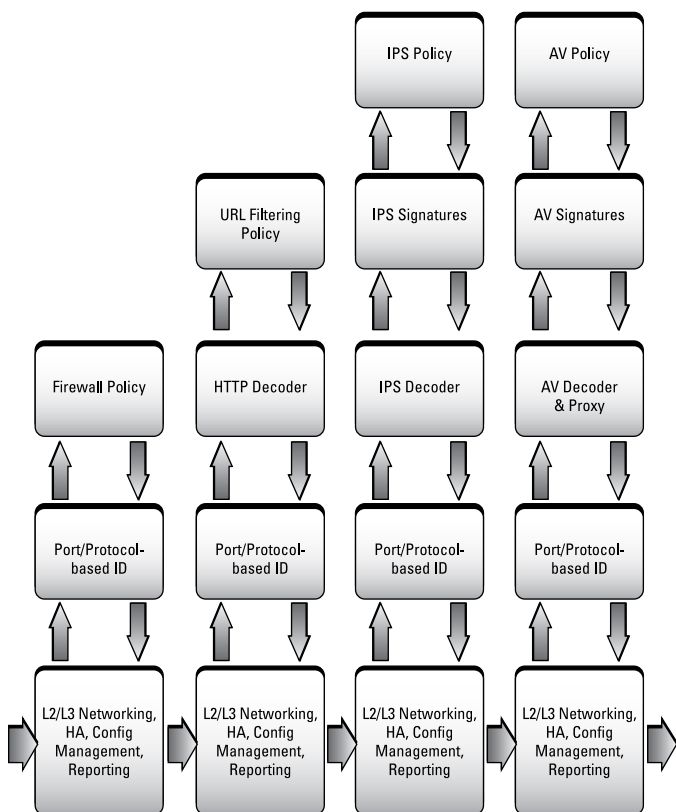 IPS Policy
AV Policy
URL Filtering
Policy
IPS Signatures
AV Signatures
Firewall Policy
HTTP Decoder
IPS Decoder
AV Decoder
& Proxy
Port/Protocol-
based ID
Port/Protocol-
based ID
Port/Protocol-
based ID
Port/Protocol-
based ID
L2/L3 Networking,
HA, Config
Management,
Reporting
L2/L3 Networking,
HA, Config
Management,
Reporting
L2/L3 Networking,
HA, Config
Management,
Reporting
L2/L3 Networking,
HA, Config
Management,
Reporting